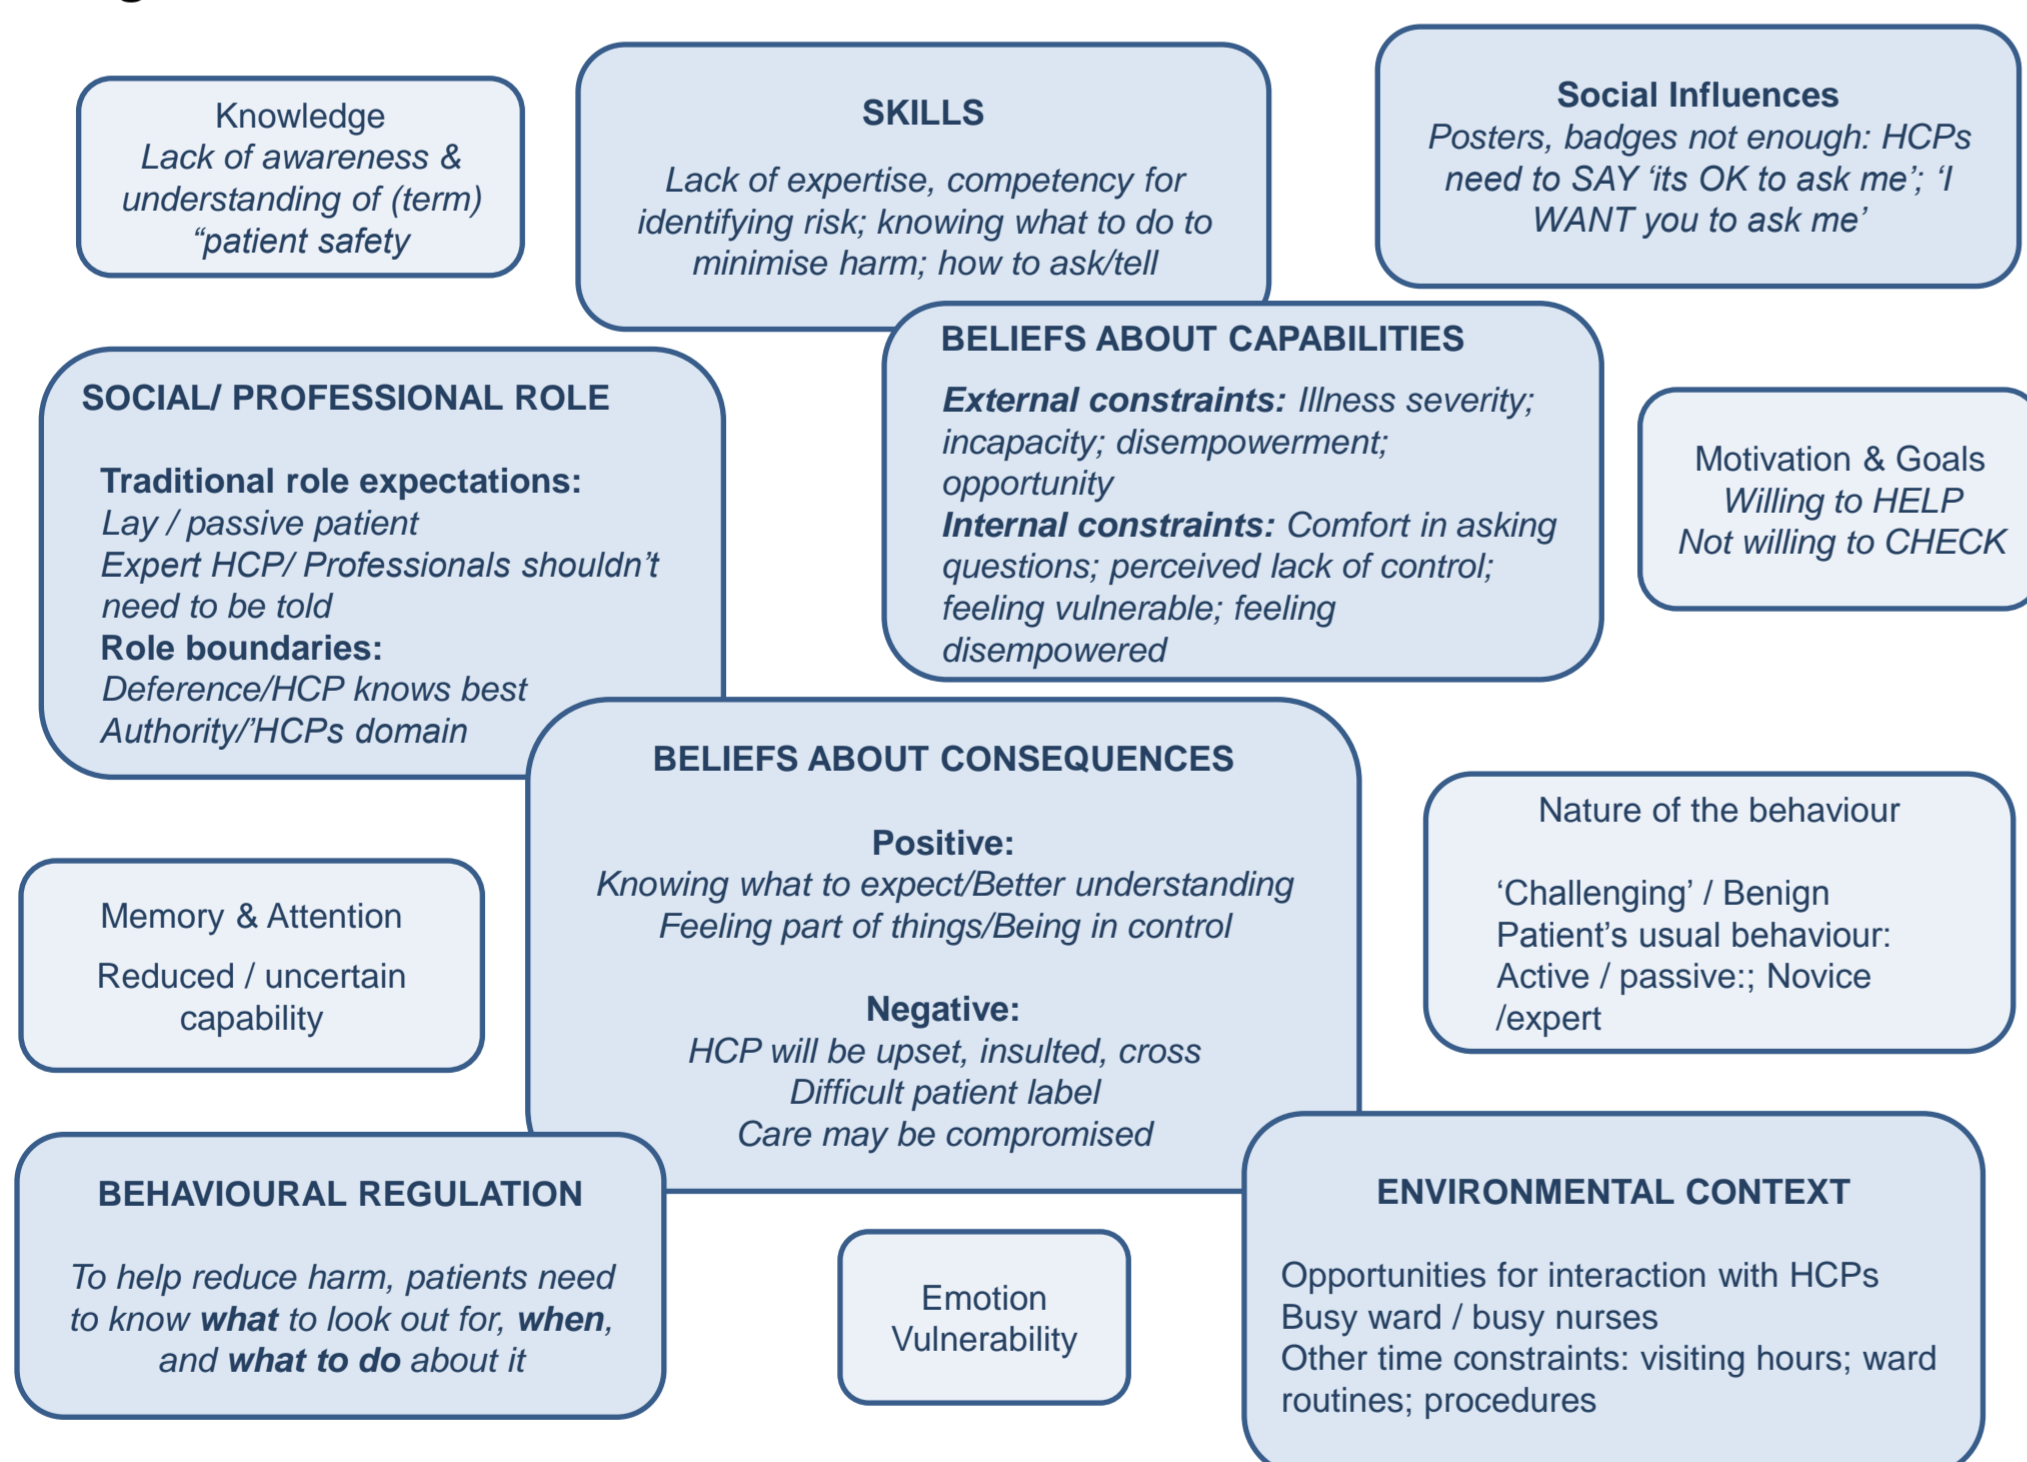 Knowledge
Lack of awareness &
understanding of (term)
“patient safety
SKILLS
Lack of expertise, competency for
identifying risk; knowing what to do to
minimise harm; how to ask/tell
Social Influences
Posters, badges not enough: HCPs
need to SAY ‘its OK to ask me’; ‘I
WANT you to ask me’
SOCIAL/ PROFESSIONAL ROLE
Traditional role expectations:
Lay / passive patient
Expert HCP/ Professionals shouldn’t
need to be told
Role boundaries:
Deference/HCP knows best
Authority/’HCPs domain
BELIEFS ABOUT CAPABILITIES
External constraints: Illness severity;
incapacity; disempowerment;
opportunity
Internal constraints: Comfort in asking
questions; perceived lack of control;
feeling vulnerable; feeling
disempowered
Motivation & Goals
Willing to HELP
Not willing to CHECK
BELIEFS ABOUT CONSEQUENCES
Positive:
Knowing what to expect/Better understanding
Feeling part of things/Being in control
Negative:
HCP will be upset, insulted, cross
Difficult patient label
Care may be compromised
Nature of the behaviour
‘Challenging’ / Benign
Patient’s usual behaviour:
Active / passive:; Novice
/expert
Memory & Attention
Reduced / uncertain
capability
BEHAVIOURAL REGULATION
To help reduce harm, patients need
to know what to look out for, when,
and what to do about it
Emotion
Vulnerability
ENVIRONMENTAL CONTEXT
Opportunities for interaction with HCPs
Busy ward / busy nurses
Other time constraints: visiting hours; ward
routines; procedures